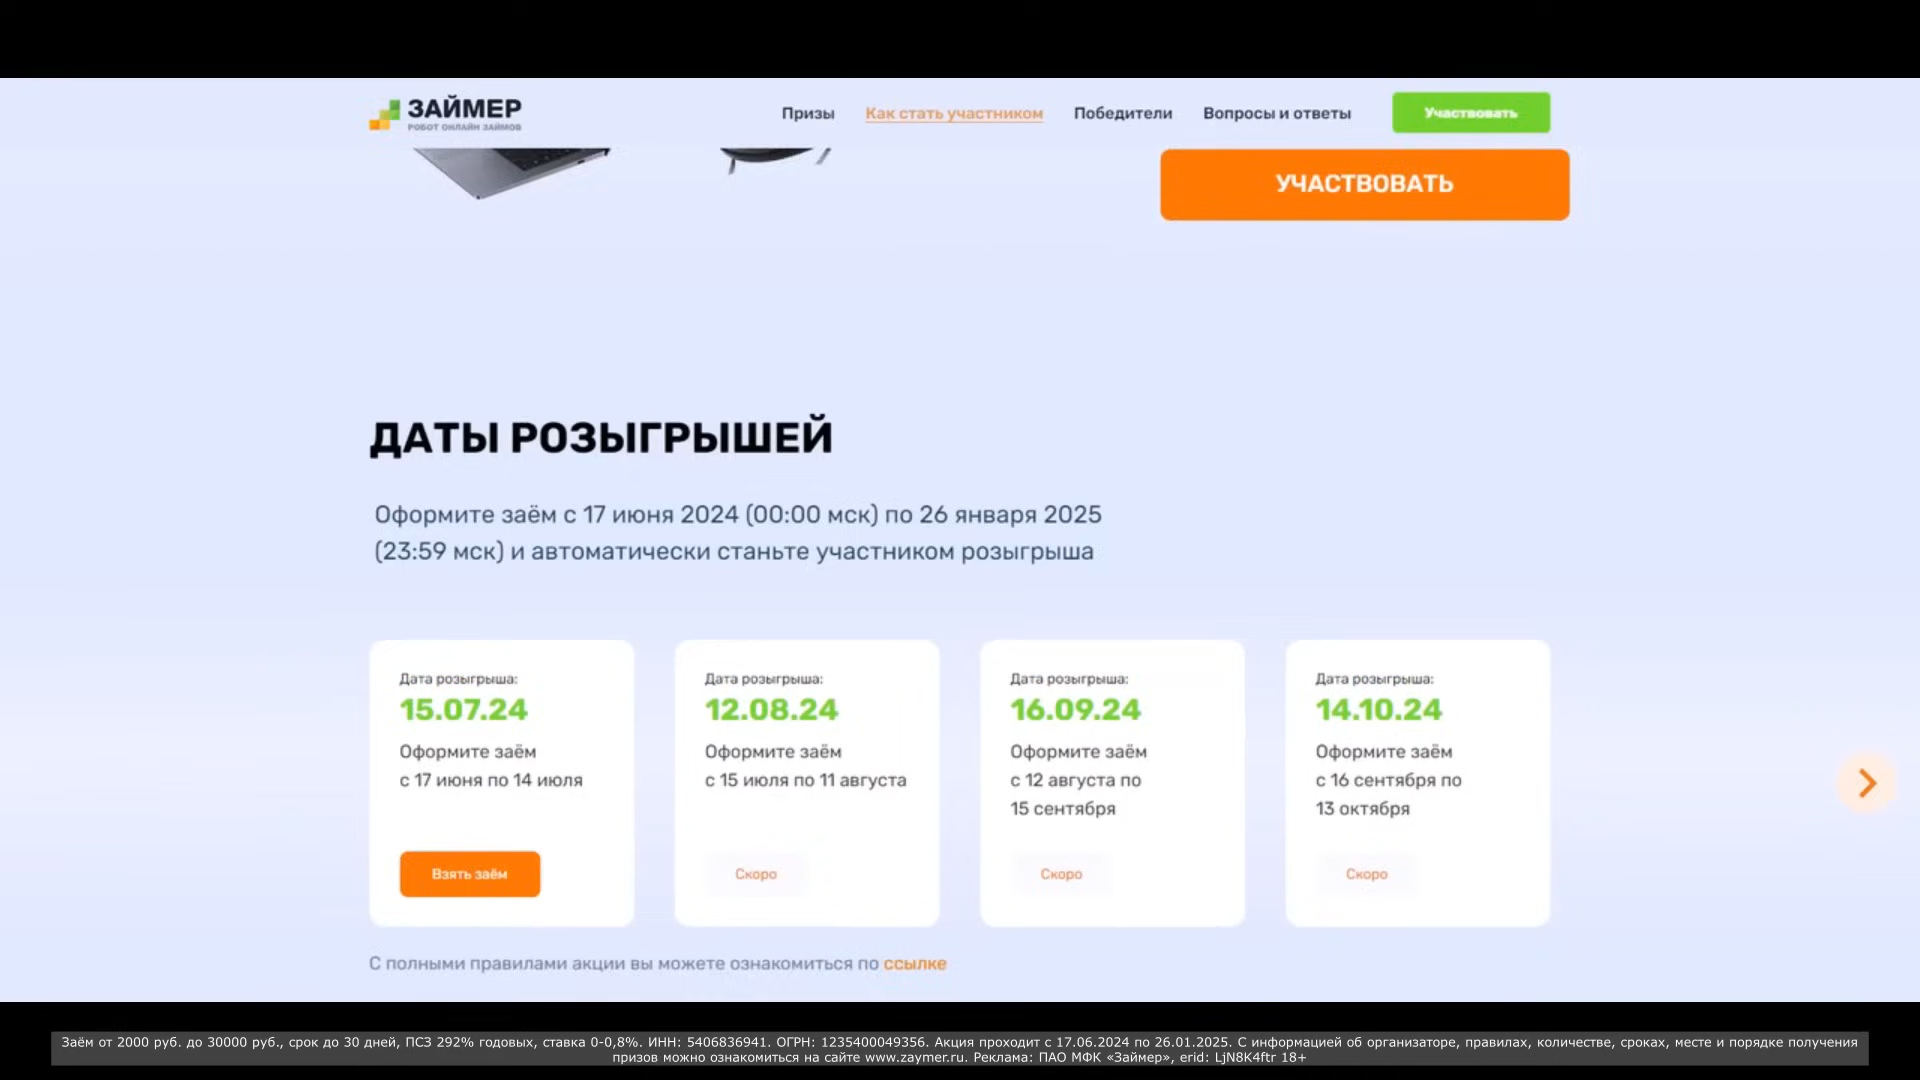 ЗАЙМЕР
РОБОТ ОНЛАЙН ЗАЙМОВ
Призы
Как стать участником
Победители
Вопросы и ответы
Участвовать
УЧАСТВОВАТЬ
ДАТЫ РОЗЫГРЫШЕЙ
Оформите заём с 17 июня 2024 (00:00 мск) по 26 января 2025
(23:59 мск) и автоматически станьте участником розыгрыша
Дата розыгрыша:
15.07.24
Оформите заём
с 17 июня по 14 июля
Взять заём
Дата розыгрыша:
12.08.24
Оформите заём
с 15 июля по 11 августа
Скоро
Дата розыгрыша:
16.09.24
Оформите заём
с 12 августа по
15 сентября
Скоро
Дата розыгрыша:
14.10.24
Оформите заём
с 16 сентября по
13 октября
Скоро
С полными правилами акции вы можете ознакомиться по ссылке
Заём от 2000 руб. до 30000 руб., срок до 30 дней, ПСЗ 292% годовых, ставка 0-0,8%. ИНН: 5406836941. ОГРН: 1235400049356. Акция проходит с 17.06.2024 по 26.01.2025. С информацией об организаторе, правилах, количестве, сроках, месте и порядке получения
призов можно ознакомиться на сайте www.zaymer.ru. Реклама: ПАО МФК «Займер», erid: LjN8K4ftr 18+